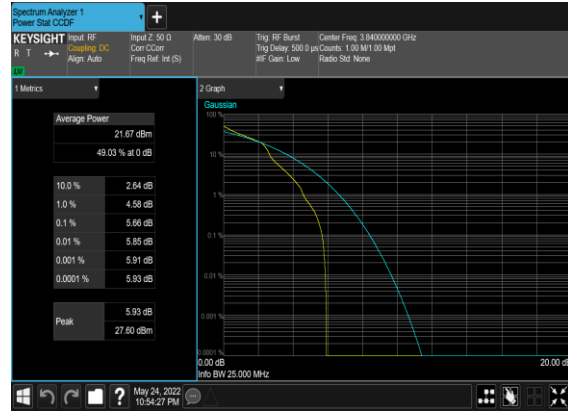 Spectrum Analyzer 1
Power Stat CCDF
KEYSIGHT
R T
LXI
Input: RF
Coupling: DC
Align: Auto
Input Z: 50 Ω
Corr CCorr
Freq Ref: Int (S)
Atten: 30 dB
Trig: RF Burst
Trig Delay: 500.0 µs
#IF Gain: Low
Center Freq: 3.840000000 GHz
Counts: 1.00 M/1.00 Mpt
Radio Std: None
1 Metrics
Average Power
21.67 dBm
49.03 % at 0 dB
10.0 % 2.64 dB
1.0 % 4.58 dB
0.1 % 5.66 dB
0.01 % 5.85 dB
0.001 % 5.91 dB
0.0001 % 5.93 dB
Peak
5.93 dB
27.60 dBm
2 Graph
Gaussian
100 %
10 %
1 %
0.1 %
0.01 %
0.001 %
0.0001 %
0.00 dB
20.00 dB
Info BW 25.000 MHz
?
May 24, 2022
10:54:27 PM